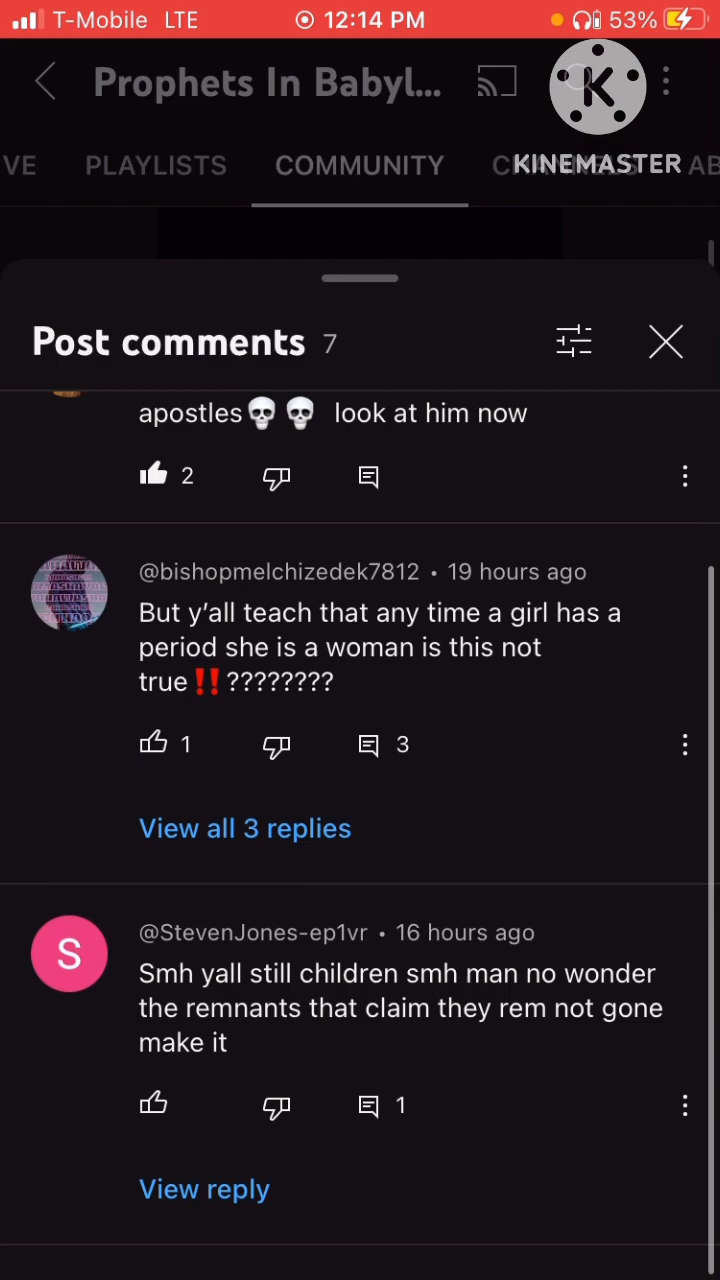 T-Mobile LTE 12:14 PM 53%
Prophets In Babyl...
K
KINEMASTER
VE PLAYLISTS COMMUNITY AB
Post comments 7
apostles💀💀 look at him now
2
@bishopmelchizedek7812 • 19 hours ago
But y’all teach that any time a girl has a
period she is a woman is this not
true‼️????????
1 3
View all 3 replies
S
@StevenJones-ep1vr • 16 hours ago
Smh yall still children smh man no wonder
the remnants that claim they rem not gone
make it
1
View reply